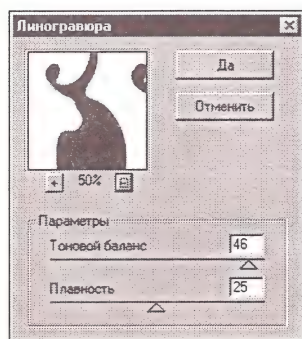 Линогравюра
Да
Отменить
50%
Параметры
Тоновой баланс 46
Плавность 25